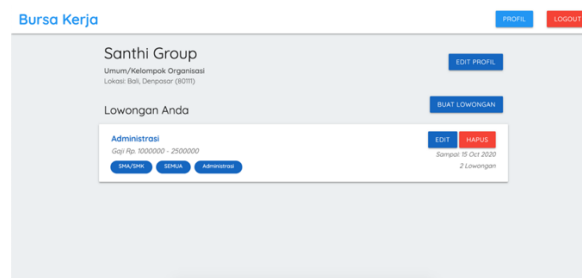 Bursa Kerja
PROFIL
LOGOUT
Santhi Group
EDIT PROFIL
Umum/Kelompok Organisasi
Lokasi: Bali, Denpasar (80111)
Lowongan Anda
BUAT LOWONGAN
Administrasi
EDIT
HAPUS
Gaji Rp. 1000000 - 2500000
Sampai 15 Oct 2020
SMA/SMK
SEMUA
Administrasi
2 Lowongan